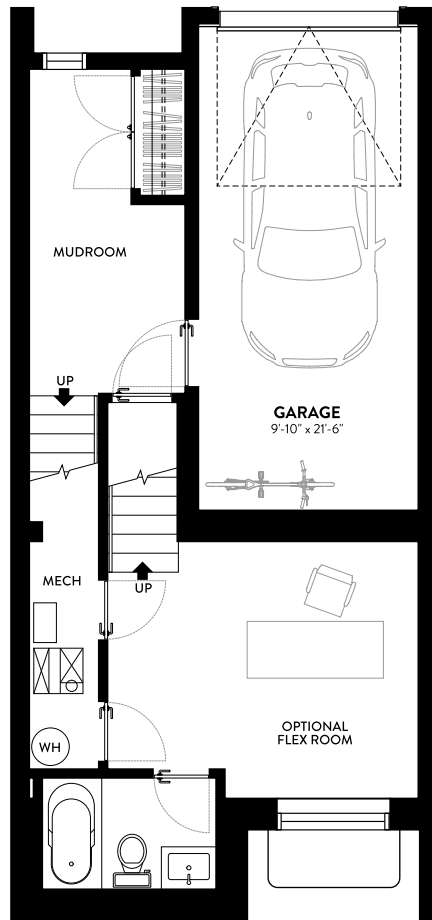 MUDROOM
UP
GARAGE
9'-10" x 21'-6"
MECH
UP
OPTIONAL
FLEX ROOM
WH